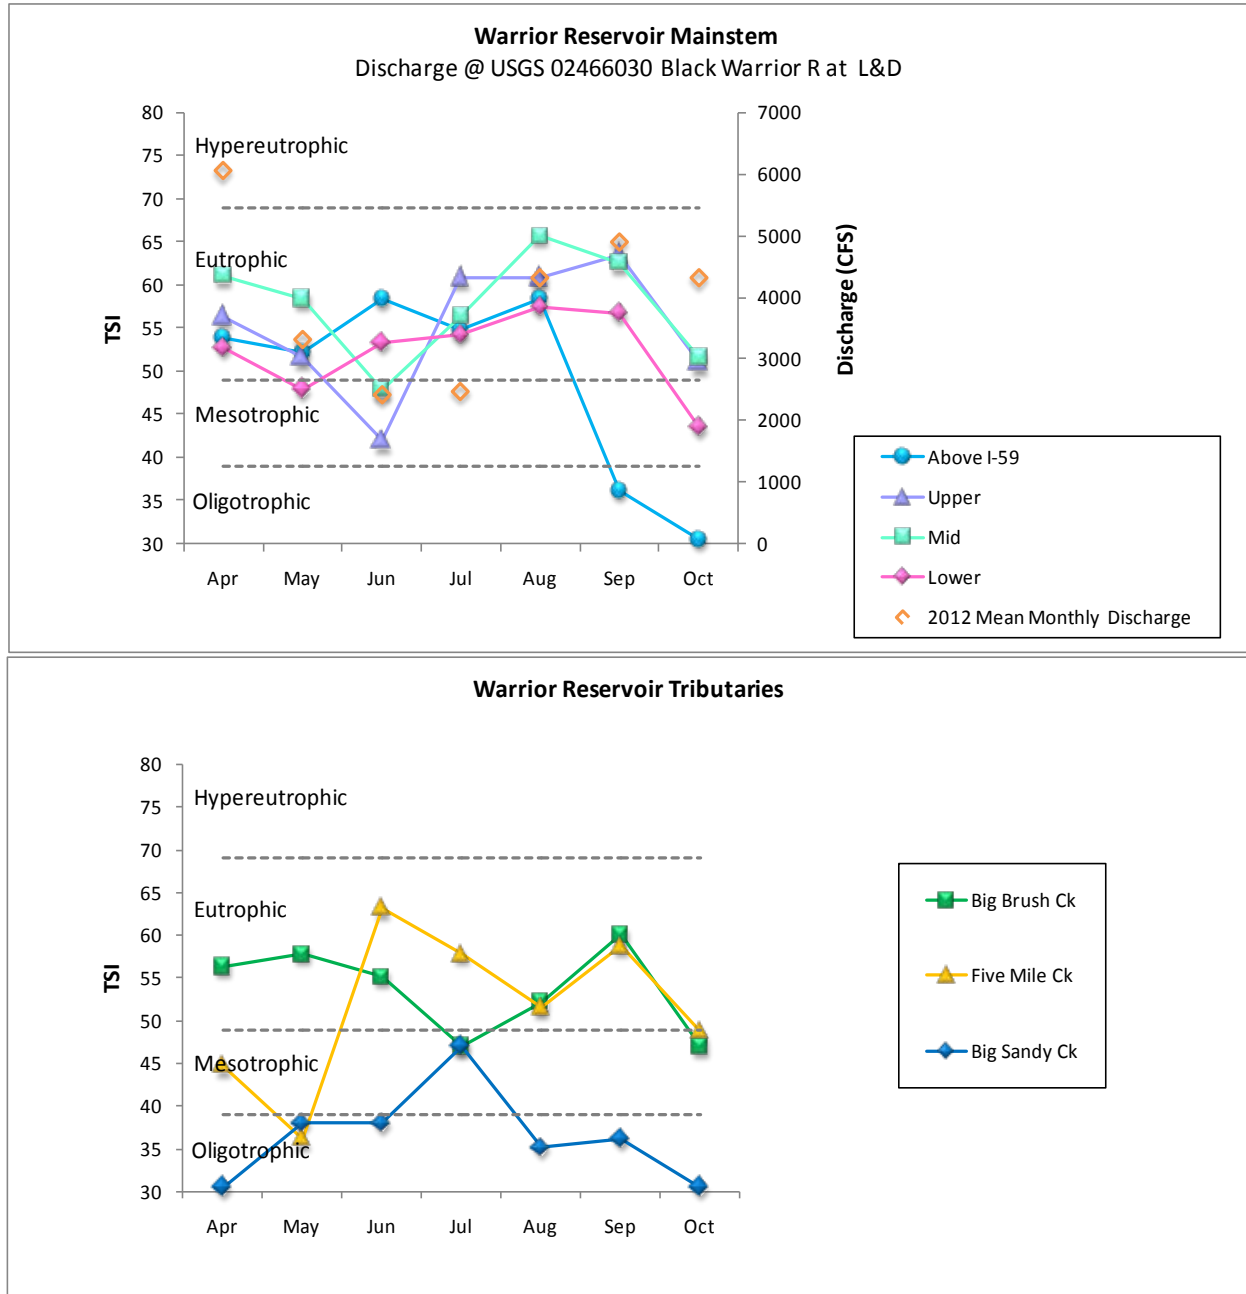 Warrior Reservoir Mainstem
Discharge @ USGS 02466030 Black Warrior R at L&D
80
75
70
65
60
55
50
45
40
35
30
TSI
Hypereutrophic
Eutrophic
Mesotrophic
Oligotrophic
7000
6000
5000
4000
3000
2000
1000
0
Discharge (CFS)
Apr May Jun Jul Aug Sep Oct
Above I-59
Upper
Mid
Lower
2012 Mean Monthly Discharge
Warrior Reservoir Tributaries
80
75
70
65
60
55
50
45
40
35
30
TSI
Hypereutrophic
Eutrophic
Mesotrophic
Oligotrophic
Apr May Jun Jul Aug Sep Oct
Big Brush Ck
Five Mile Ck
Big Sandy Ck